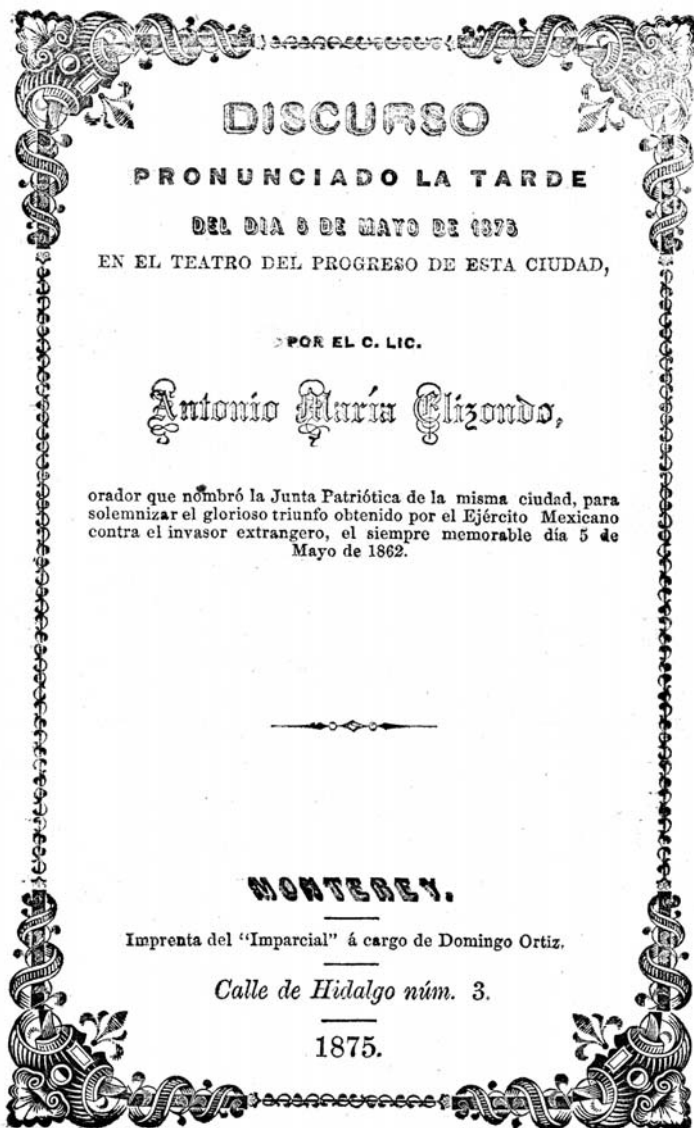 DISCURSO
PRONUNCIADO LA TARDE
DEL DIA 5 DE MAYO DE 1875
EN EL TEATRO DEL PROGRESO DE ESTA CIUDAD,
POR EL C. LIC.
Antonio María Elizondo,
orador que nombró la Junta Patriótica de la misma ciudad, para
solemnizar el glorioso triunfo obtenido por el Ejército Mexicano
contra el invasor extrangero, el siempre memorable día 5 de
Mayo de 1862.
MONTEREY.
Imprenta del "Imparcial" á cargo de Domingo Ortiz.
Calle de Hidalgo núm. 3.
1875.